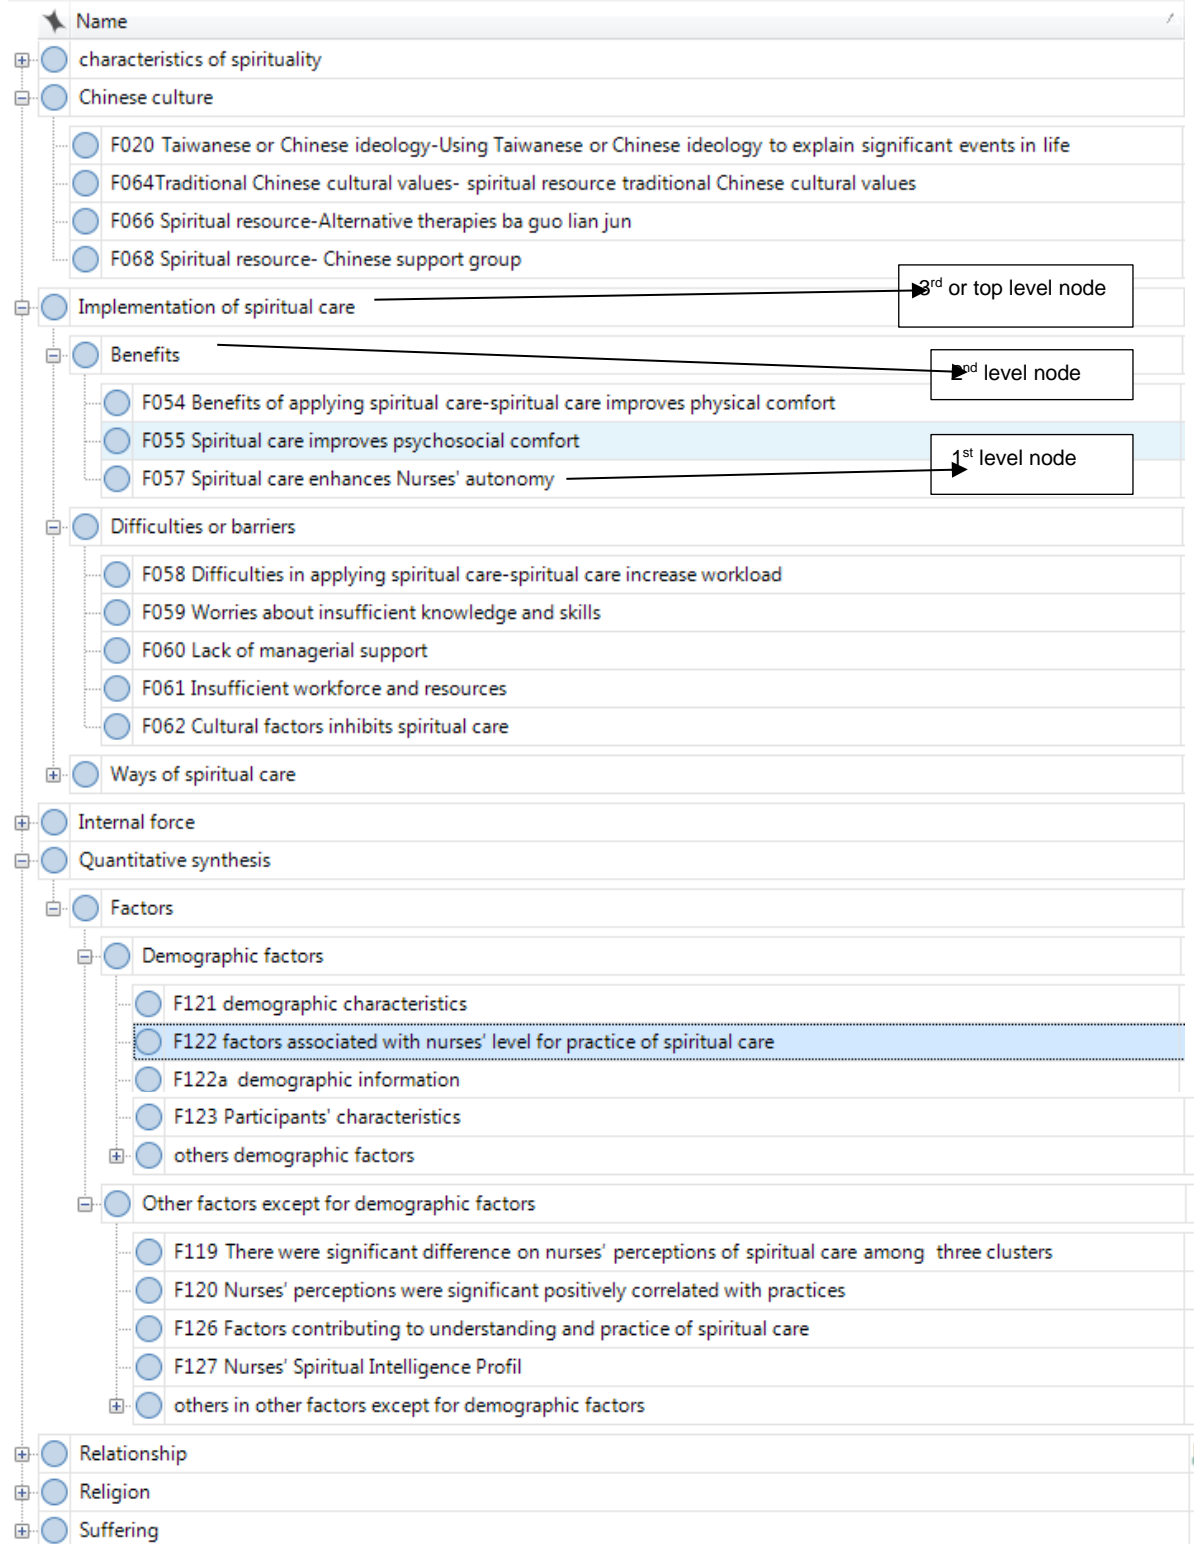 Name
characteristics of spirituality
Chinese culture
F020 Taiwanese or Chinese ideology-Using Taiwanese or Chinese ideology to explain significant events in life
F064Traditional Chinese cultural values- spiritual resource traditional Chinese cultural values
F066 Spiritual resource-Alternative therapies ba guo lian jun
F068 Spiritual resource- Chinese support group
3rd or top level node
Implementation of spiritual care
Benefits
2nd level node
F054 Benefits of applying spiritual care-spiritual care improves physical comfort
F055 Spiritual care improves psychosocial comfort
1st level node
F057 Spiritual care enhances Nurses' autonomy
Difficulties or barriers
F058 Difficulties in applying spiritual care-spiritual care increase workload
F059 Worries about insufficient knowledge and skills
F060 Lack of managerial support
F061 Insufficient workforce and resources
F062 Cultural factors inhibits spiritual care
Ways of spiritual care
Internal force
Quantitative synthesis
Factors
Demographic factors
F121 demographic characteristics
F122 factors associated with nurses' level for practice of spiritual care
F122a  demographic information
F123 Participants' characteristics
others demographic factors
Other factors except for demographic factors
F119 There were significant difference on nurses' perceptions of spiritual care among  three clusters
F120 Nurses' perceptions were significant positively correlated with practices
F126 Factors contributing to understanding and practice of spiritual care
F127 Nurses' Spiritual Intelligence Profil
others in other factors except for demographic factors
Relationship
Religion
Suffering